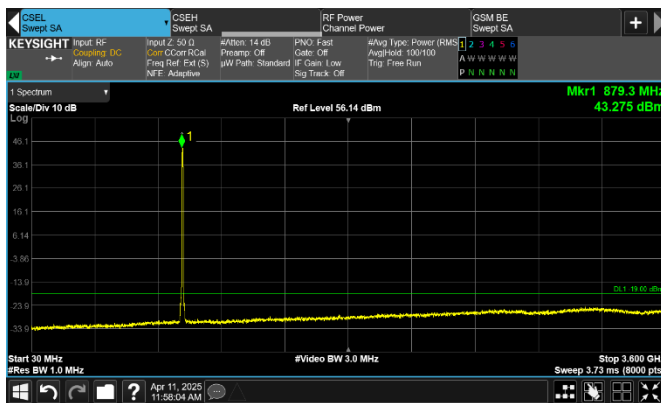 CSEL
Swept SA
CSEH
Swept SA
RF Power
Channel Power
GSM BE
Swept SA
+
KEYSIGHT
Input: RF
Coupling: DC
Align: Auto
Input Z: 50 Ω
Corr CCorr RCal
Freq Ref: Ext (S)
NFE: Adaptive
#Atten: 14 dB
Preamp: Off
µW Path: Standard
PNO: Fast
Gate: Off
IF Gain: Low
Sig Track: Off
#Avg Type: Power (RMS
Avg|Hold: 100/100
Trig: Free Run
1 2 3 4 5 6
A W W W W W
P N N N N N
1 Spectrum
Mkr1 879.3 MHz
Scale/Div 10 dB
Ref Level 56.14 dBm
43.275 dBm
Log
1
46.1
36.1
26.1
16.1
6.14
-3.86
-13.9
-23.9
-33.9
Start 30 MHz
#Video BW 3.0 MHz
Stop 3.600 GHz
#Res BW 1.0 MHz
Sweep 3.73 ms (8000 pts)
?
Apr 11, 2025
11:58:04 AM